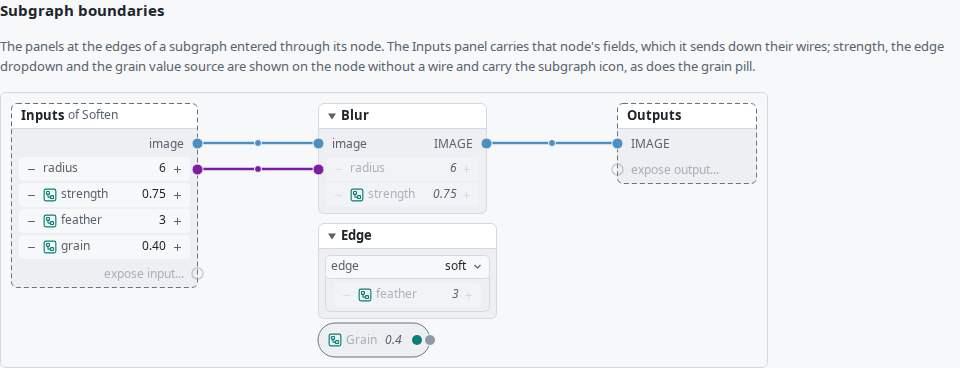 Subgraph boundaries
The panels at the edges of a subgraph entered through its node. The Inputs panel carries that node's fields, which it sends down their wires; strength, the edge
dropdown and the grain value source are shown on the node without a wire and carry the subgraph icon, as does the grain pill.
Inputs of Soften
image
− radius 6 +
− strength 0.75 +
− feather 3 +
− grain 0.40 +
expose input...
Blur
image IMAGE
− radius 6 +
− strength 0.75 +
Edge
edge soft
− feather 3 +
Grain 0.4
Outputs
IMAGE
expose output...